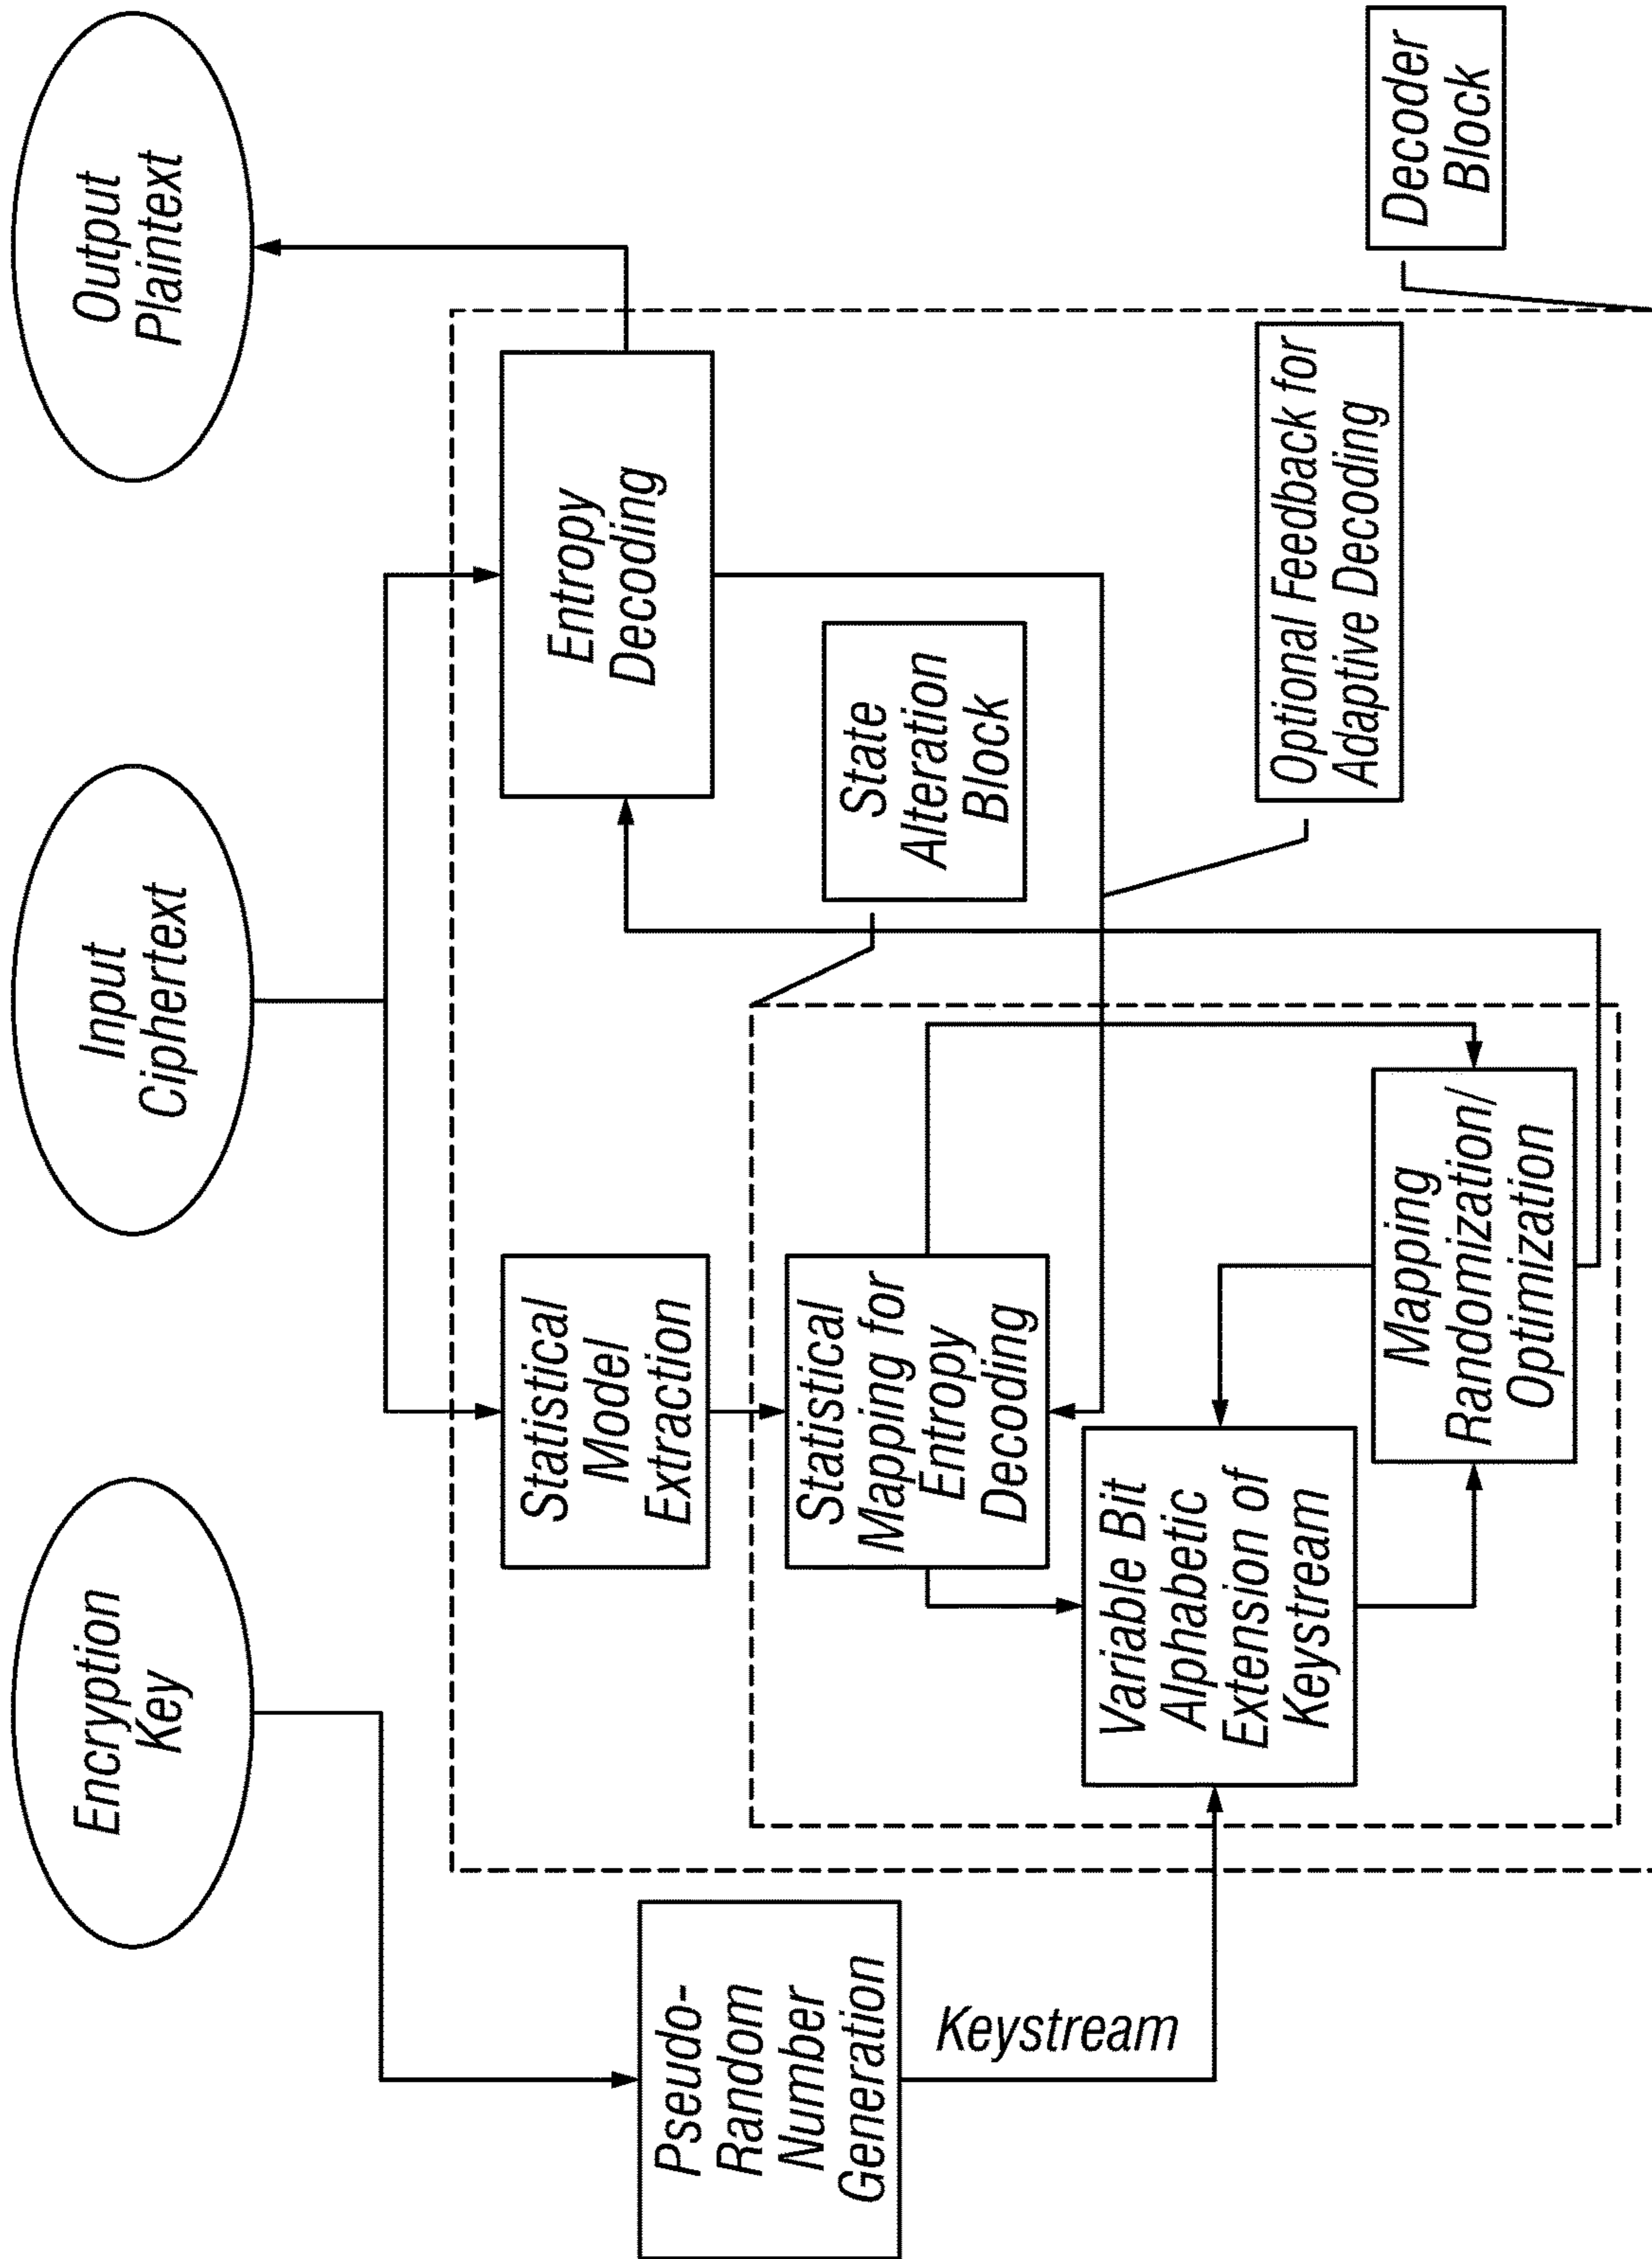 Encryption
Key
Input
Ciphertext
Output
Plaintext
Pseudo-
Random
Number
Generation
Keystream
Statistical
Model
Extraction
Entropy
Decoding
Statistical
Mapping for
Entropy
Decoding
State
Alteration
Block
Variable Bit
Alphabetic
Extension of
Keystream
Mapping
Randomization/
Optimization
Optional Feedback for
Adaptive Decoding
Decoder
Block